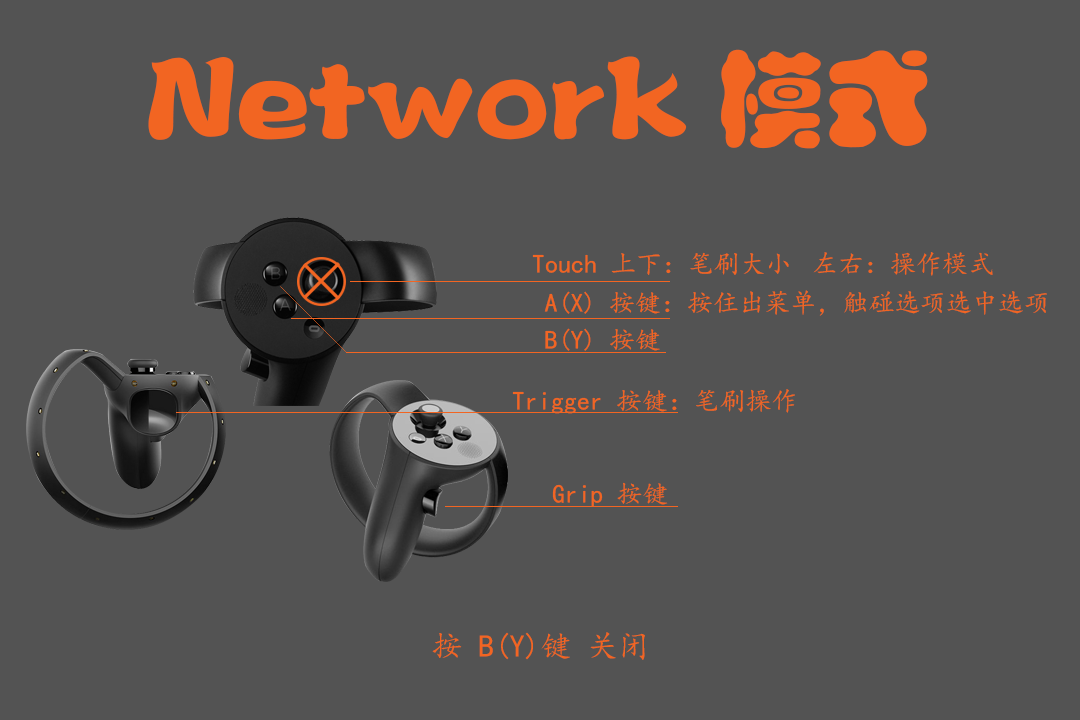 Network 模式
Touch 上下：笔刷大小 左右：操作模式
B
A
A(X) 按键：按住出菜单，触碰选项选中选项
B(Y) 按键
Trigger 按键：笔刷操作
Y
X
Grip 按键
按 B(Y)键 关闭